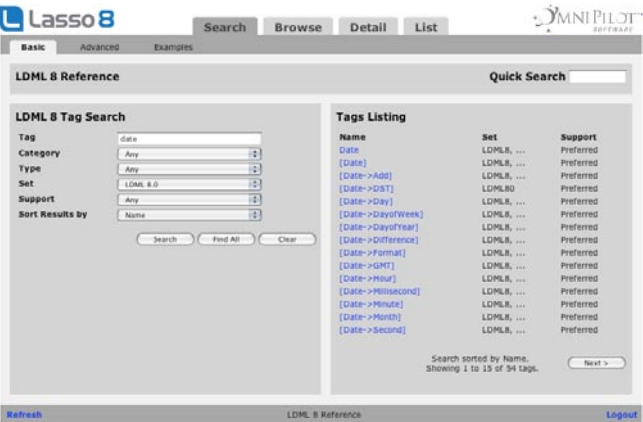 Lasso 8
Search Browse Detail List
OMNIPILOT
SOFTWARE
Basic Advanced Examples
LDML 8 Reference
Quick Search
LDML 8 Tag Search
Tag date
Category Any
Type Any
Set LDML 8.0
Support Any
Sort Results by Name
Search Find All Clear
Tags Listing
Name Set Support
Date LDML8, ... Preferred
[Date] LDML8, ... Preferred
[Date->Add] LDML8, ... Preferred
[Date->DST] LDML80 Preferred
[Date->Day] LDML8, ... Preferred
[Date->DayofWeek] LDML8, ... Preferred
[Date->DayofYear] LDML8, ... Preferred
[Date->Difference] LDML8, ... Preferred
[Date->Format] LDML8, ... Preferred
[Date->GMT] LDML8, ... Preferred
[Date->Hour] LDML8, ... Preferred
[Date->Millisecond] LDML8, ... Preferred
[Date->Minute] LDML8, ... Preferred
[Date->Month] LDML8, ... Preferred
[Date->Second] LDML8, ... Preferred
Search sorted by Name.
Showing 1 to 15 of 54 tags.
Next >
Refresh LDML 8 Reference Logout